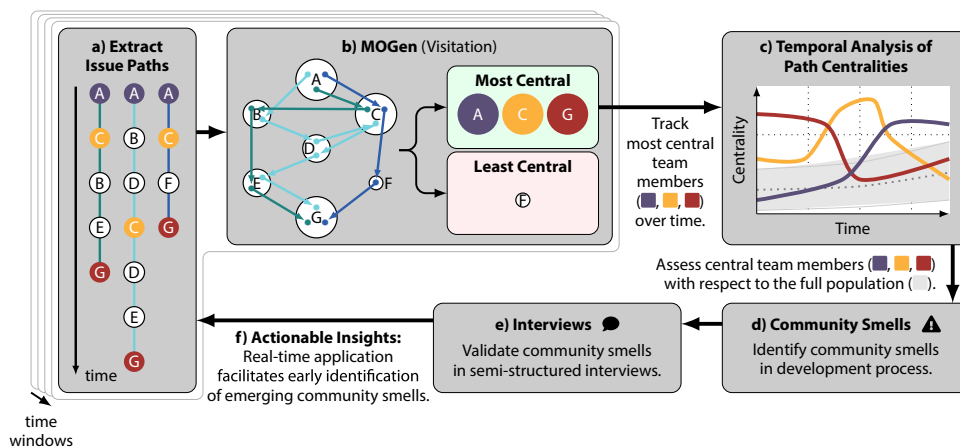 a) Extract
Issue Paths
A
A
A
C
B
C
B
D
F
E
C
G
G
D
E
G
time
time
windows
b) MOGen (Visitation)
A
B
C
D
E
F
G
Most Central
A
C
G
Least Central
F
Track
most central
team
members
(■, ■, ■)
over time.
c) Temporal Analysis of
Path Centralities
Centrality
Time
Assess central team members (■, ■, ■)
with respect to the full population (■).
d) Community Smells
Identify community smells
in development process.
e) Interviews
Validate community smells
in semi-structured interviews.
f) Actionable Insights:
Real-time application
facilitates early identification
of emerging community smells.